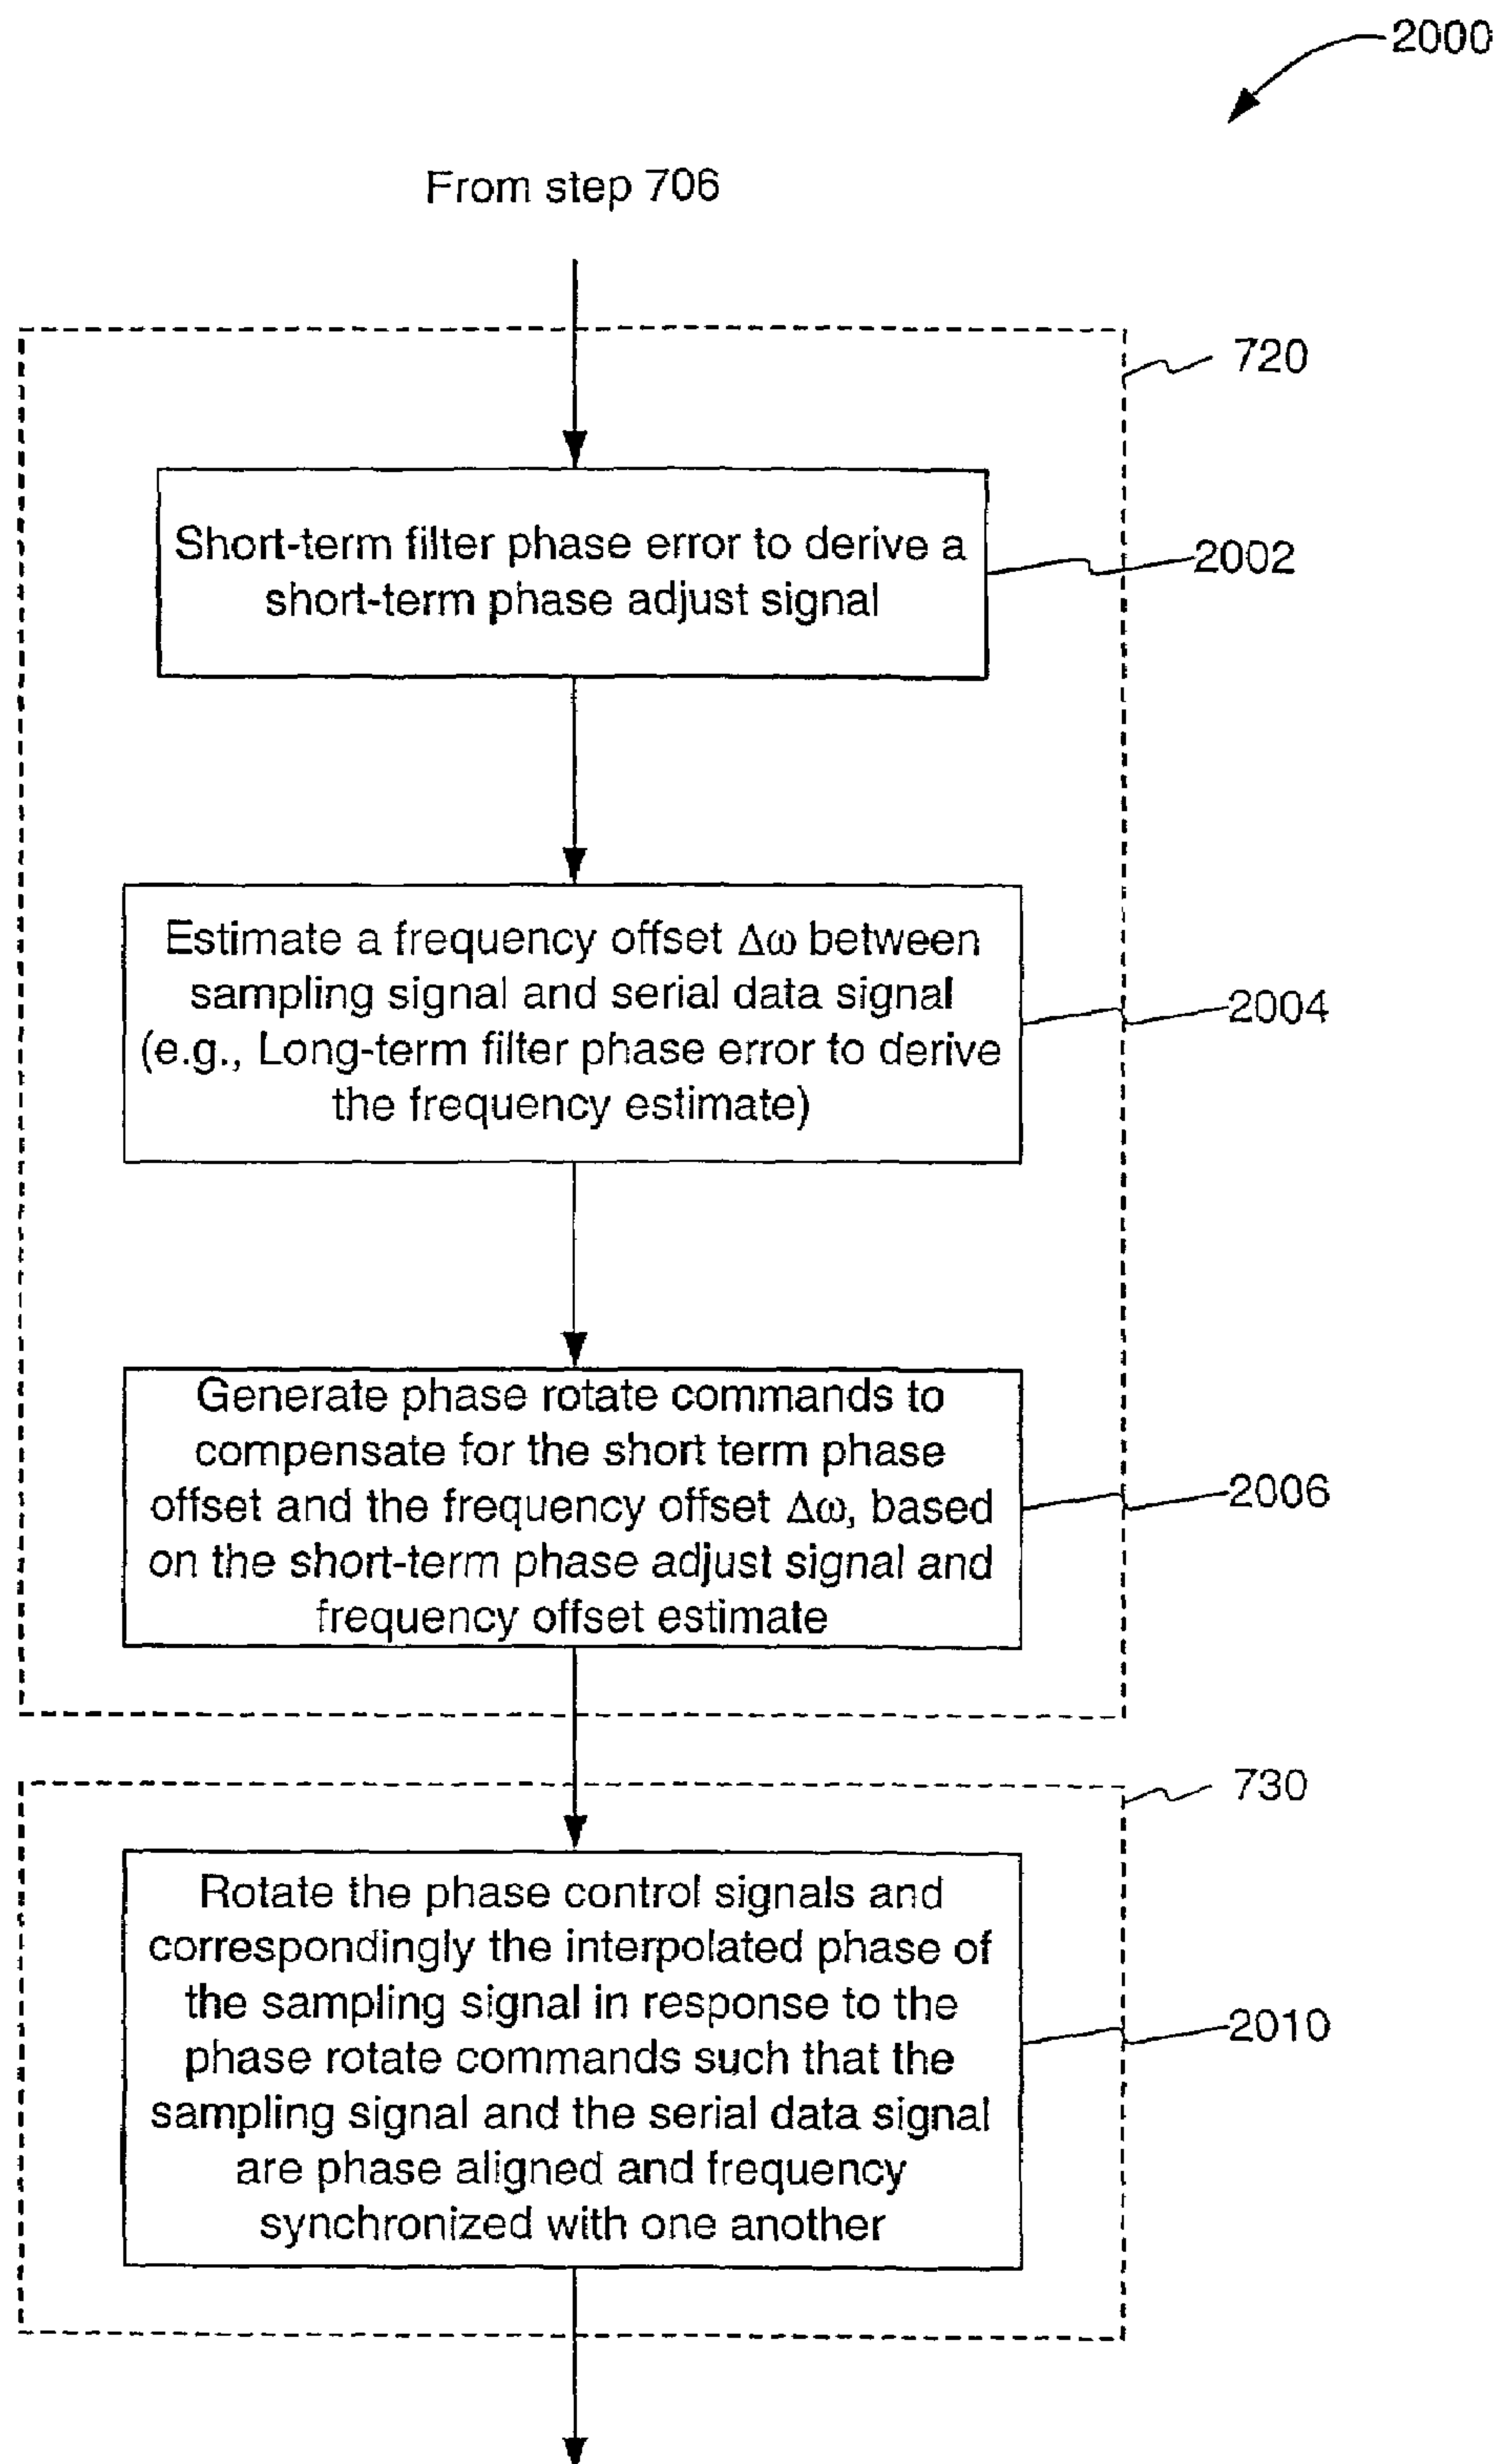 2000
From step 706
720
Short-term filter phase error to derive a
short-term phase adjust signal
2002
Estimate a frequency offset Δω between
sampling signal and serial data signal
(e.g., Long-term filter phase error to derive
the frequency estimate)
2004
Generate phase rotate commands to
compensate for the short term phase
offset and the frequency offset Δω, based
on the short-term phase adjust signal and
frequency offset estimate
2006
730
Rotate the phase control signals and
correspondingly the interpolated phase of
the sampling signal in response to the
phase rotate commands such that the
sampling signal and the serial data signal
are phase aligned and frequency
synchronized with one another
2010